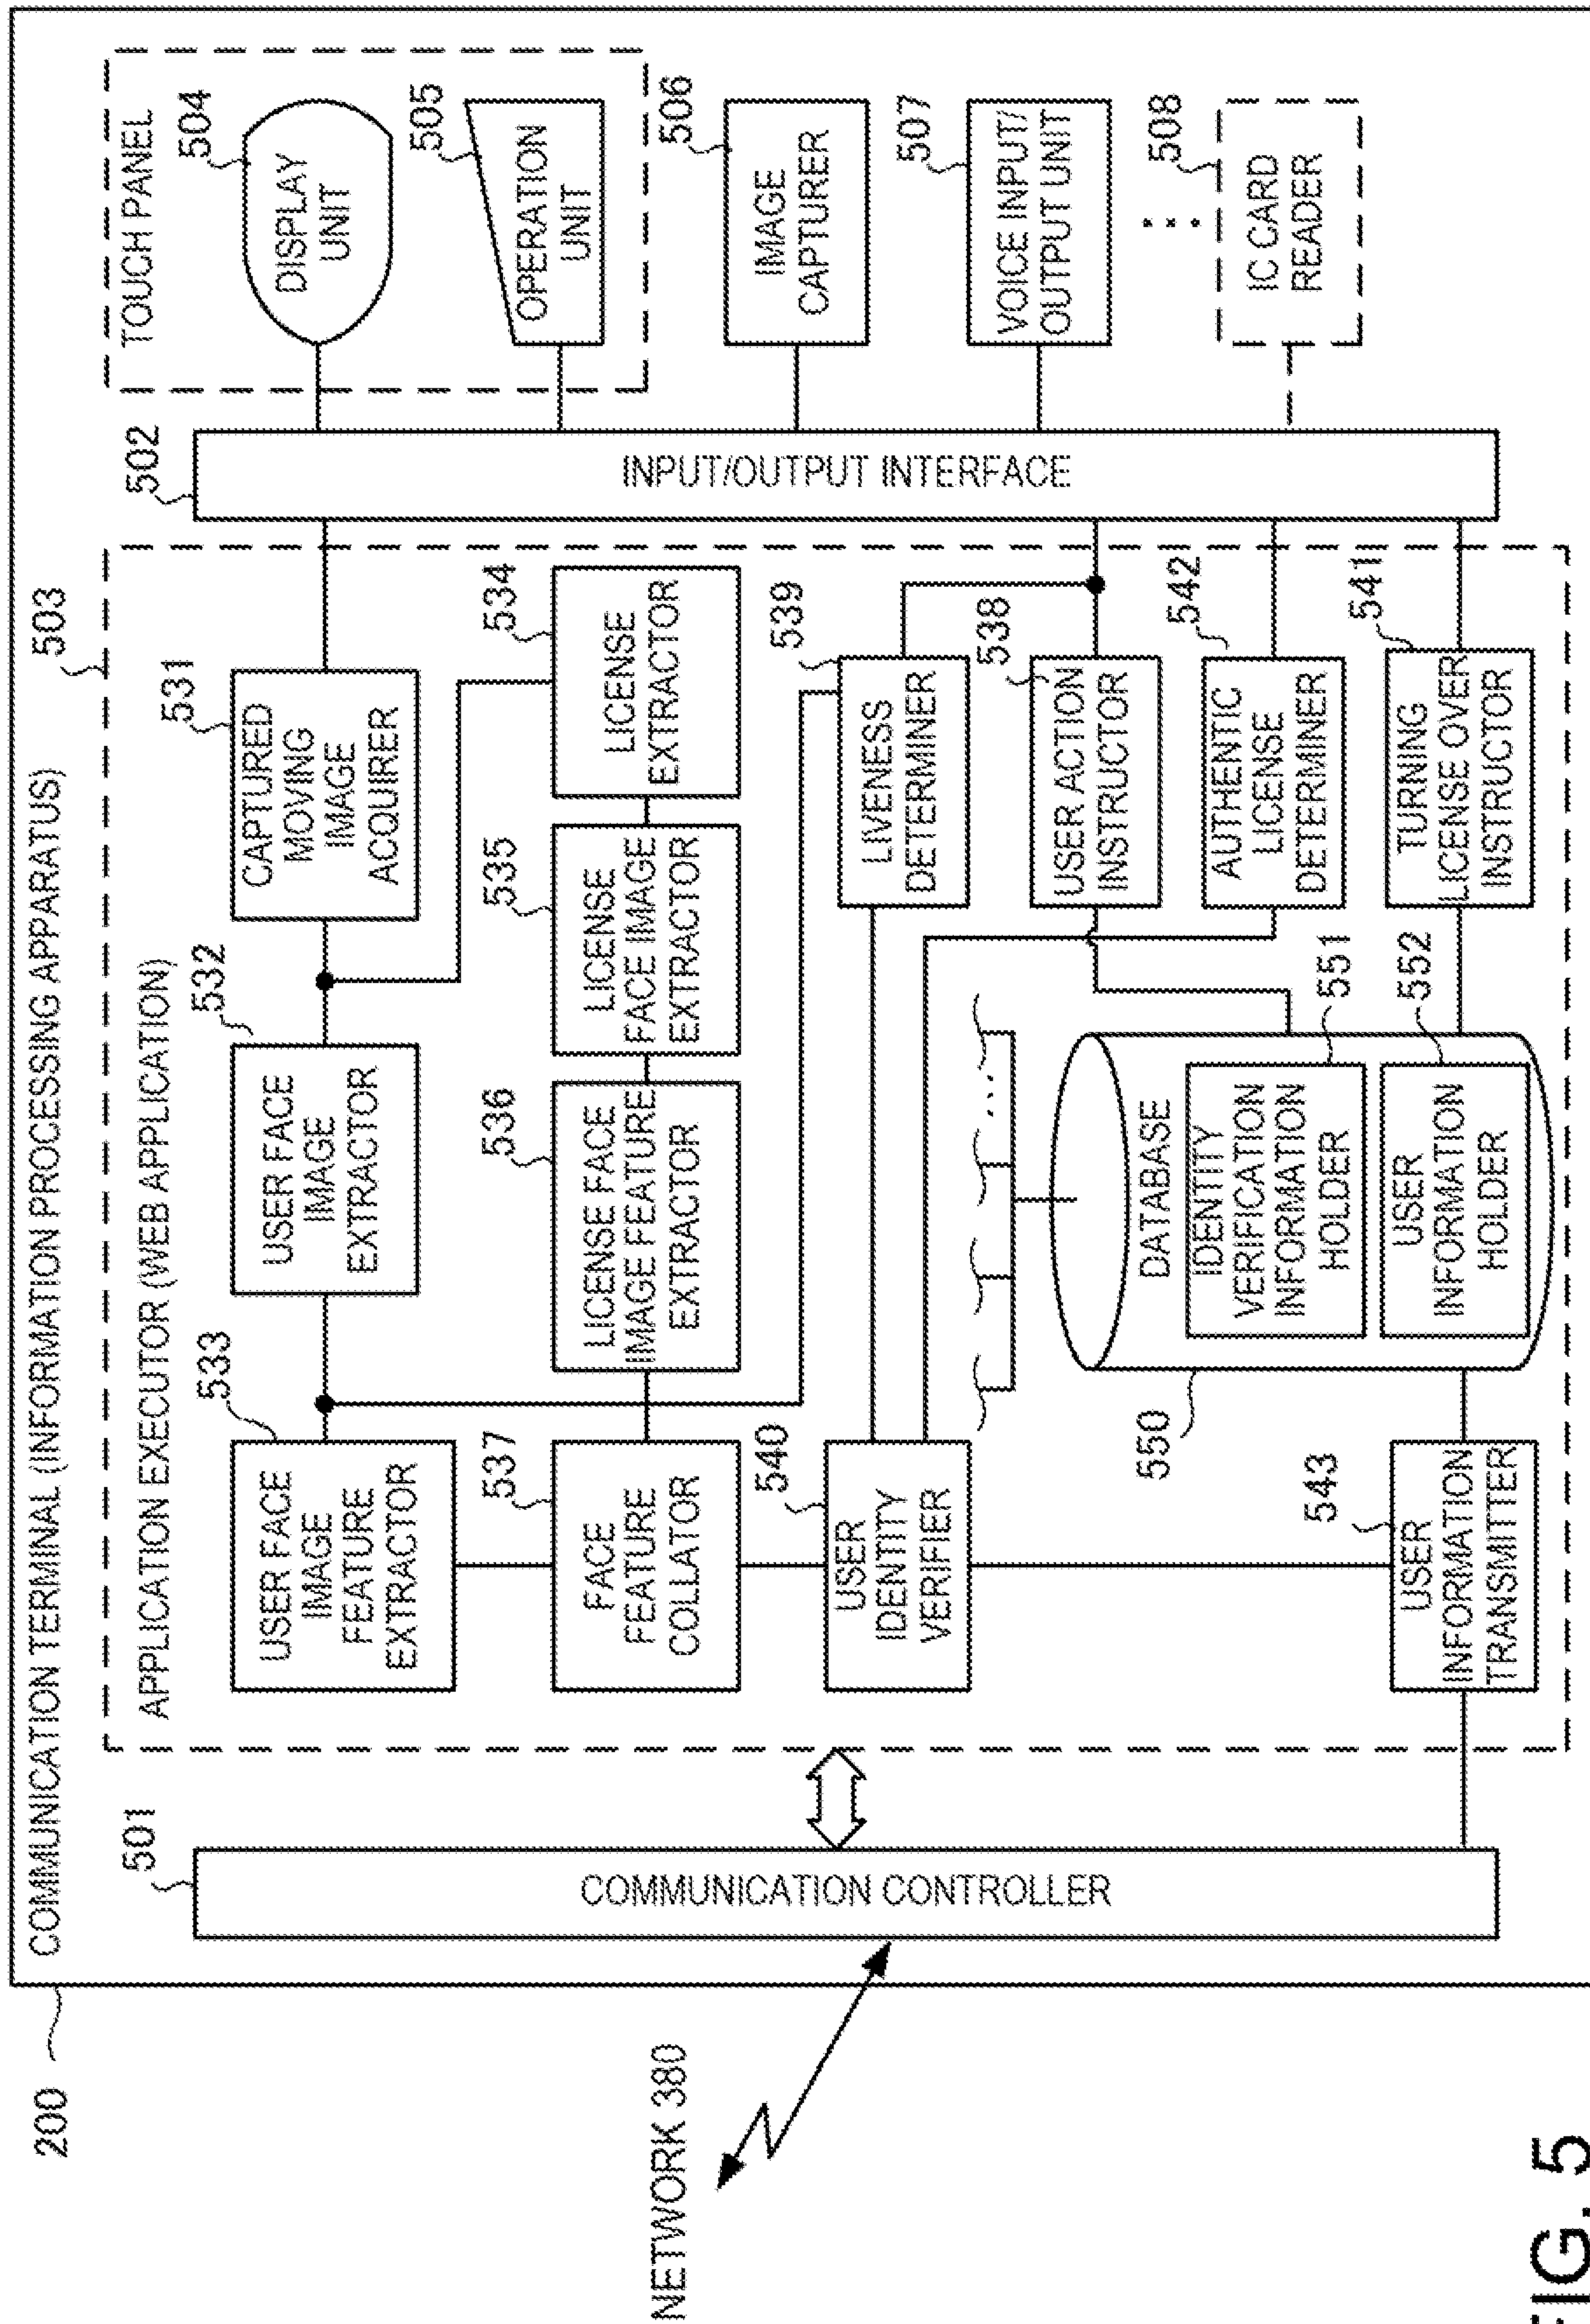 200
COMMUNICATION TERMINAL (INFORMATION PROCESSING APPARATUS)
503
APPLICATION EXECUTOR (WEB APPLICATION)
501
COMMUNICATION CONTROLLER
NETWORK 380
533
USER FACE
IMAGE
FEATURE
EXTRACTOR
532
USER FACE
IMAGE
EXTRACTOR
531
CAPTURED
MOVING
IMAGE
ACQUIRER
537
FACE
FEATURE
COLLATOR
536
LICENSE FACE
IMAGE FEATURE
EXTRACTOR
535
LICENSE
FACE IMAGE
EXTRACTOR
534
LICENSE
EXTRACTOR
540
USER
IDENTITY
VERIFIER
539
LIVENESS
DETERMINER
538
USER ACTION
INSTRUCTOR
542
AUTHENTIC
LICENSE
DETERMINER
541
TURNING
LICENSE OVER
INSTRUCTOR
...
550
DATABASE
551
IDENTITY
VERIFICATION
INFORMATION
HOLDER
552
USER
INFORMATION
HOLDER
543
USER
INFORMATION
TRANSMITTER
502
INPUT/OUTPUT INTERFACE
TOUCH PANEL
504
DISPLAY
UNIT
505
OPERATION
UNIT
506
IMAGE
CAPTURER
507
VOICE INPUT/
OUTPUT UNIT
...
508
IC CARD
READER
FIG. 5